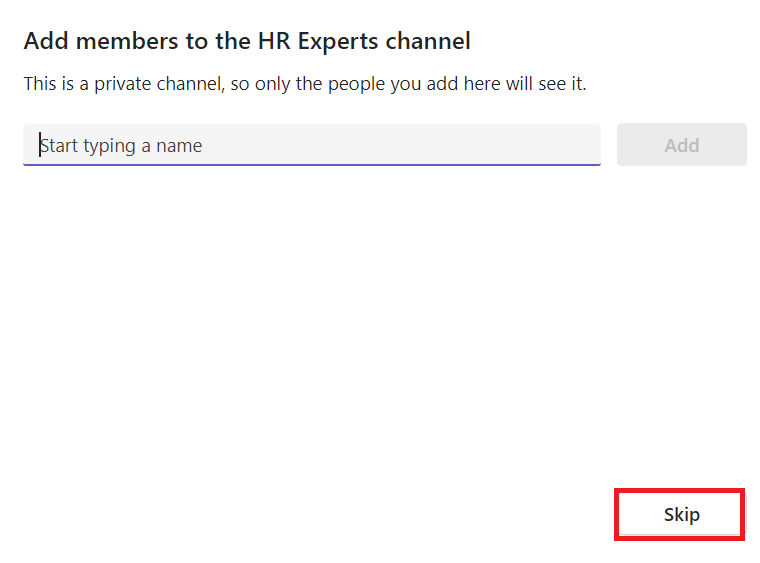 Add members to the HR Experts channel
This is a private channel, so only the people you add here will see it.
Start typing a name
Add
Skip